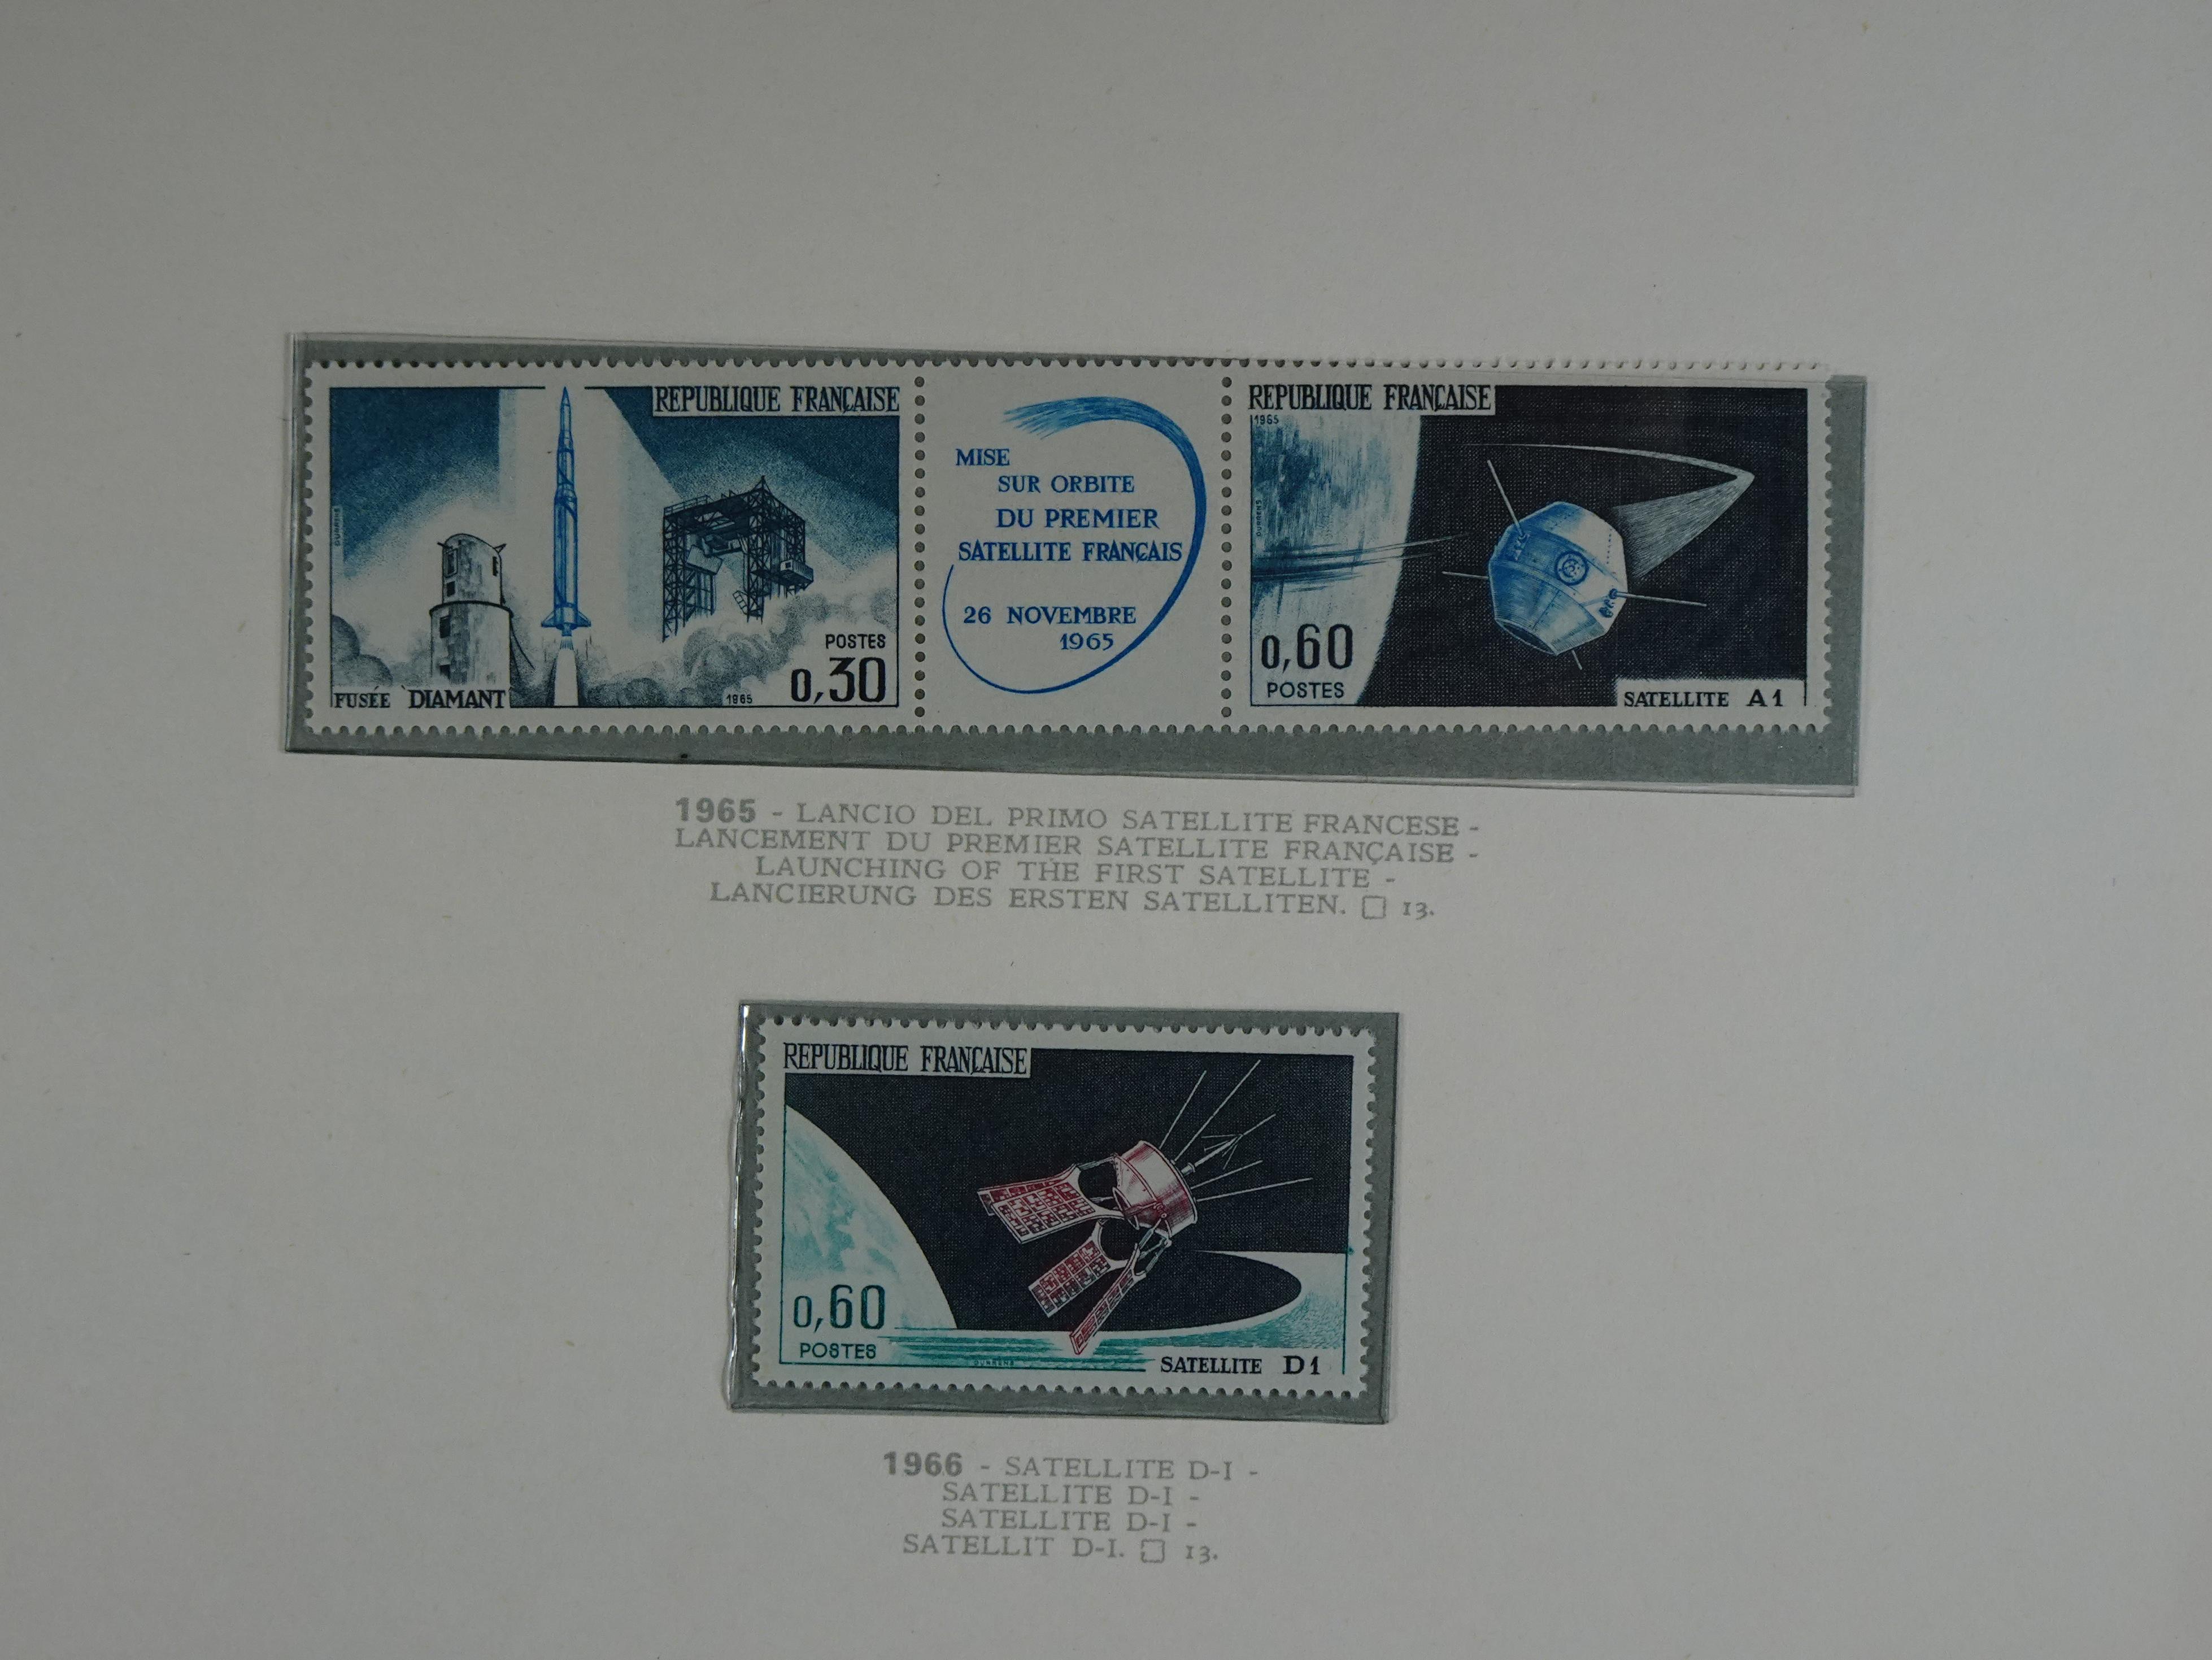 REPUBLIQUE FRANÇAISE
DURRENS
FUSÉE DIAMANT
1965
POSTES
0,30
MISE
SUR ORBITE
DU PREMIER
SATELLITE FRANÇAIS
26 NOVEMBRE
1965
REPUBLIQUE FRANÇAISE
1965
DURRENS
0,60
POSTES
SATELLITE A1
1965 - LANCIO DEL PRIMO SATELLITE FRANCESE -
LANCEMENT DU PREMIER SATELLITE FRANÇAISE -
LAUNCHING OF THE FIRST SATELLITE -
LANCIERUNG DES ERSTEN SATELLITEN. 13.
REPUBLIQUE FRANÇAISE
0,60
POSTES
DURRENS
SATELLITE D1
1966 - SATELLITE D-I -
SATELLITE D-I -
SATELLITE D-I -
SATELLIT D-I. 13.